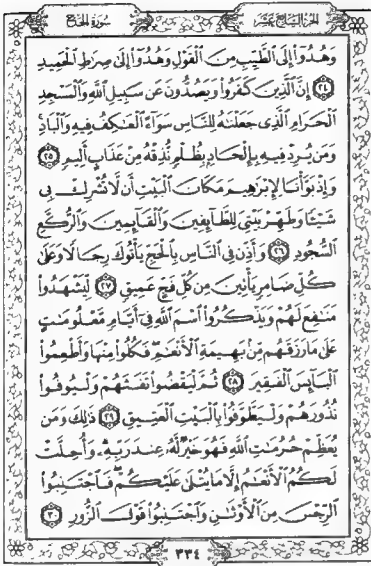 سورة الحج الجزء السابع عشر
وَهُدُوٓا۟ إِلَى ٱلطَّيِّبِ مِنَ ٱلْقَوْلِ وَهُدُوٓا۟ إِلَىٰ صِرَٰطِ ٱلْحَمِيدِ
٢٤ إِنَّ ٱلَّذِينَ كَفَرُوا۟ وَيَصُدُّونَ عَن سَبِيلِ ٱللَّهِ وَٱلْمَسْجِدِ
ٱلْحَرَامِ ٱلَّذِى جَعَلْنَٰهُ لِلنَّاسِ سَوَآءً ٱلْعَٰكِفُ فِيهِ وَٱلْبَادِ
وَمَن يُرِدْ فِيهِ بِإِلْحَادٍۭ بِظُلْمٍ نُّذِقْهُ مِنْ عَذَابٍ أَلِيمٍ ٢٥
وَإِذْ بَوَّأْنَا لِإِبْرَٰهِيمَ مَكَانَ ٱلْبَيْتِ أَن لَّا تُشْرِكْ بِى
شَيْـًٔا وَطَهِّرْ بَيْتِىَ لِلطَّآئِفِينَ وَٱلْقَآئِمِينَ وَٱلرُّكَّعِ
ٱلسُّجُودِ ٢٦ وَأَذِّن فِى ٱلنَّاسِ بِٱلْحَجِّ يَأْتُوكَ رِجَالًا وَعَلَىٰ
كُلِّ ضَامِرٍ يَأْتِينَ مِن كُلِّ فَجٍّ عَمِيقٍ ٢٧ لِّيَشْهَدُوا۟
مَنَٰفِعَ لَهُمْ وَيَذْكُرُوا۟ ٱسْمَ ٱللَّهِ فِىٓ أَيَّامٍ مَّعْلُومَٰتٍ
عَلَىٰ مَا رَزَقَهُم مِّنۢ بَهِيمَةِ ٱلْأَنْعَٰمِ فَكُلُوا۟ مِنْهَا وَأَطْعِمُوا۟
ٱلْبَآئِسَ ٱلْفَقِيرَ ٢٨ ثُمَّ لْيَقْضُوا۟ تَفَثَهُمْ وَلْيُوفُوا۟
نُذُورَهُمْ وَلْيَطَّوَّفُوا۟ بِٱلْبَيْتِ ٱلْعَتِيقِ ٢٩ ذَٰلِكَ وَمَن
يُعَظِّمْ حُرُمَٰتِ ٱللَّهِ فَهُوَ خَيْرٌ لَّهُۥ عِندَ رَبِّهِۦ وَأُحِلَّتْ
لَكُمُ ٱلْأَنْعَٰمُ إِلَّا مَا يُتْلَىٰ عَلَيْكُمْ فَٱجْتَنِبُوا۟
ٱلرِّجْسَ مِنَ ٱلْأَوْثَٰنِ وَٱجْتَنِبُوا۟ قَوْلَ ٱلزُّورِ ٣٠
٣٣٤